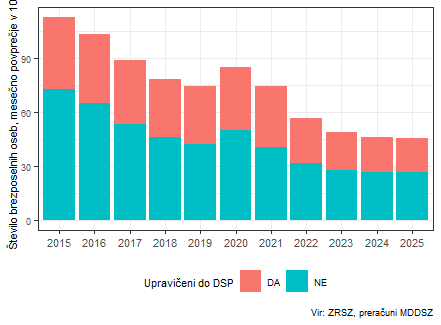 Število brezposelnih oseb, mesečno povprečje v 10
90
60
30
0
2015 2016 2017 2018 2019 2020 2021 2022 2023 2024 2025
Upravičeni do DSP DA NE
Vir: ZRSZ, preračuni MDDSZ